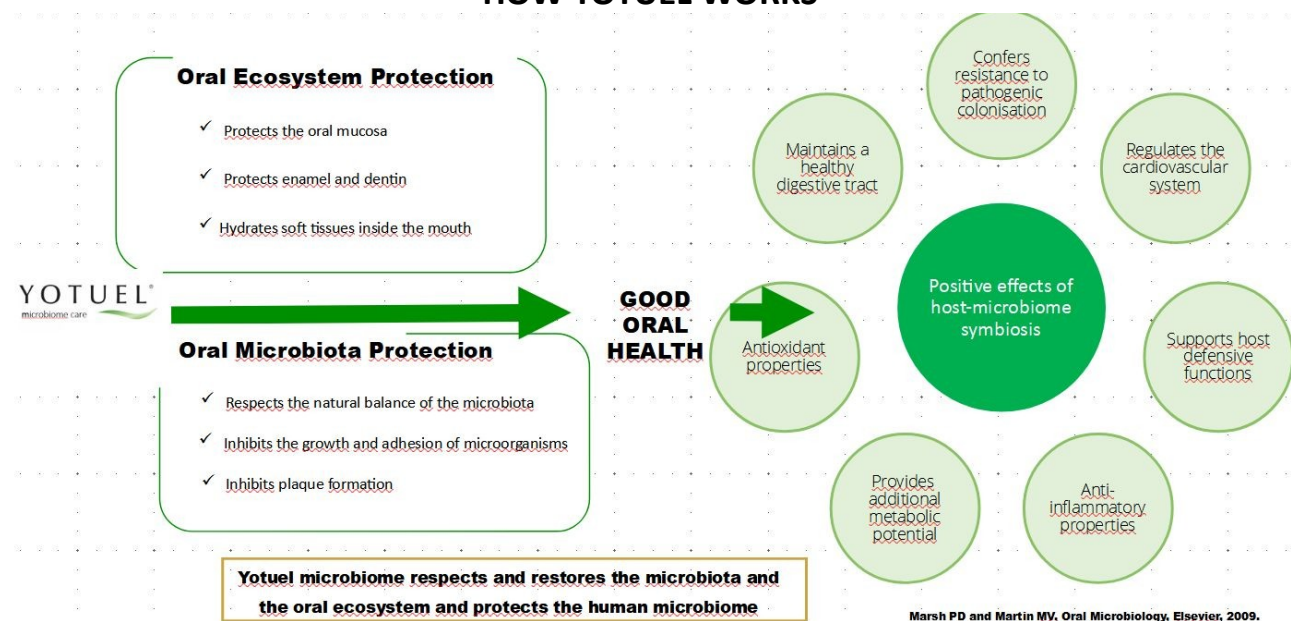 HOW YOTUEL WORKS
Oral Ecosystem Protection
✓ Protects the oral mucosa
✓ Protects enamel and dentin
✓ Hydrates soft tissues inside the mouth
YOTUEL®
microbiome care
Oral Microbiota Protection
✓ Respects the natural balance of the microbiota
✓ Inhibits the growth and adhesion of microorganisms
✓ Inhibits plaque formation
GOOD
ORAL
HEALTH
Positive effects of
host-microbiome
symbiosis
Confers
resistance to
pathogenic
colonisation
Regulates the
cardiovascular
system
Supports host
defensive
functions
Anti-
inflammatory
properties
Provides
additional
metabolic
potential
Antioxidant
properties
Maintains a
healthy
digestive tract
Yotuel microbiome respects and restores the microbiota and
the oral ecosystem and protects the human microbiome
Marsh PD and Martin MV, Oral Microbiology, Elsevier, 2009.